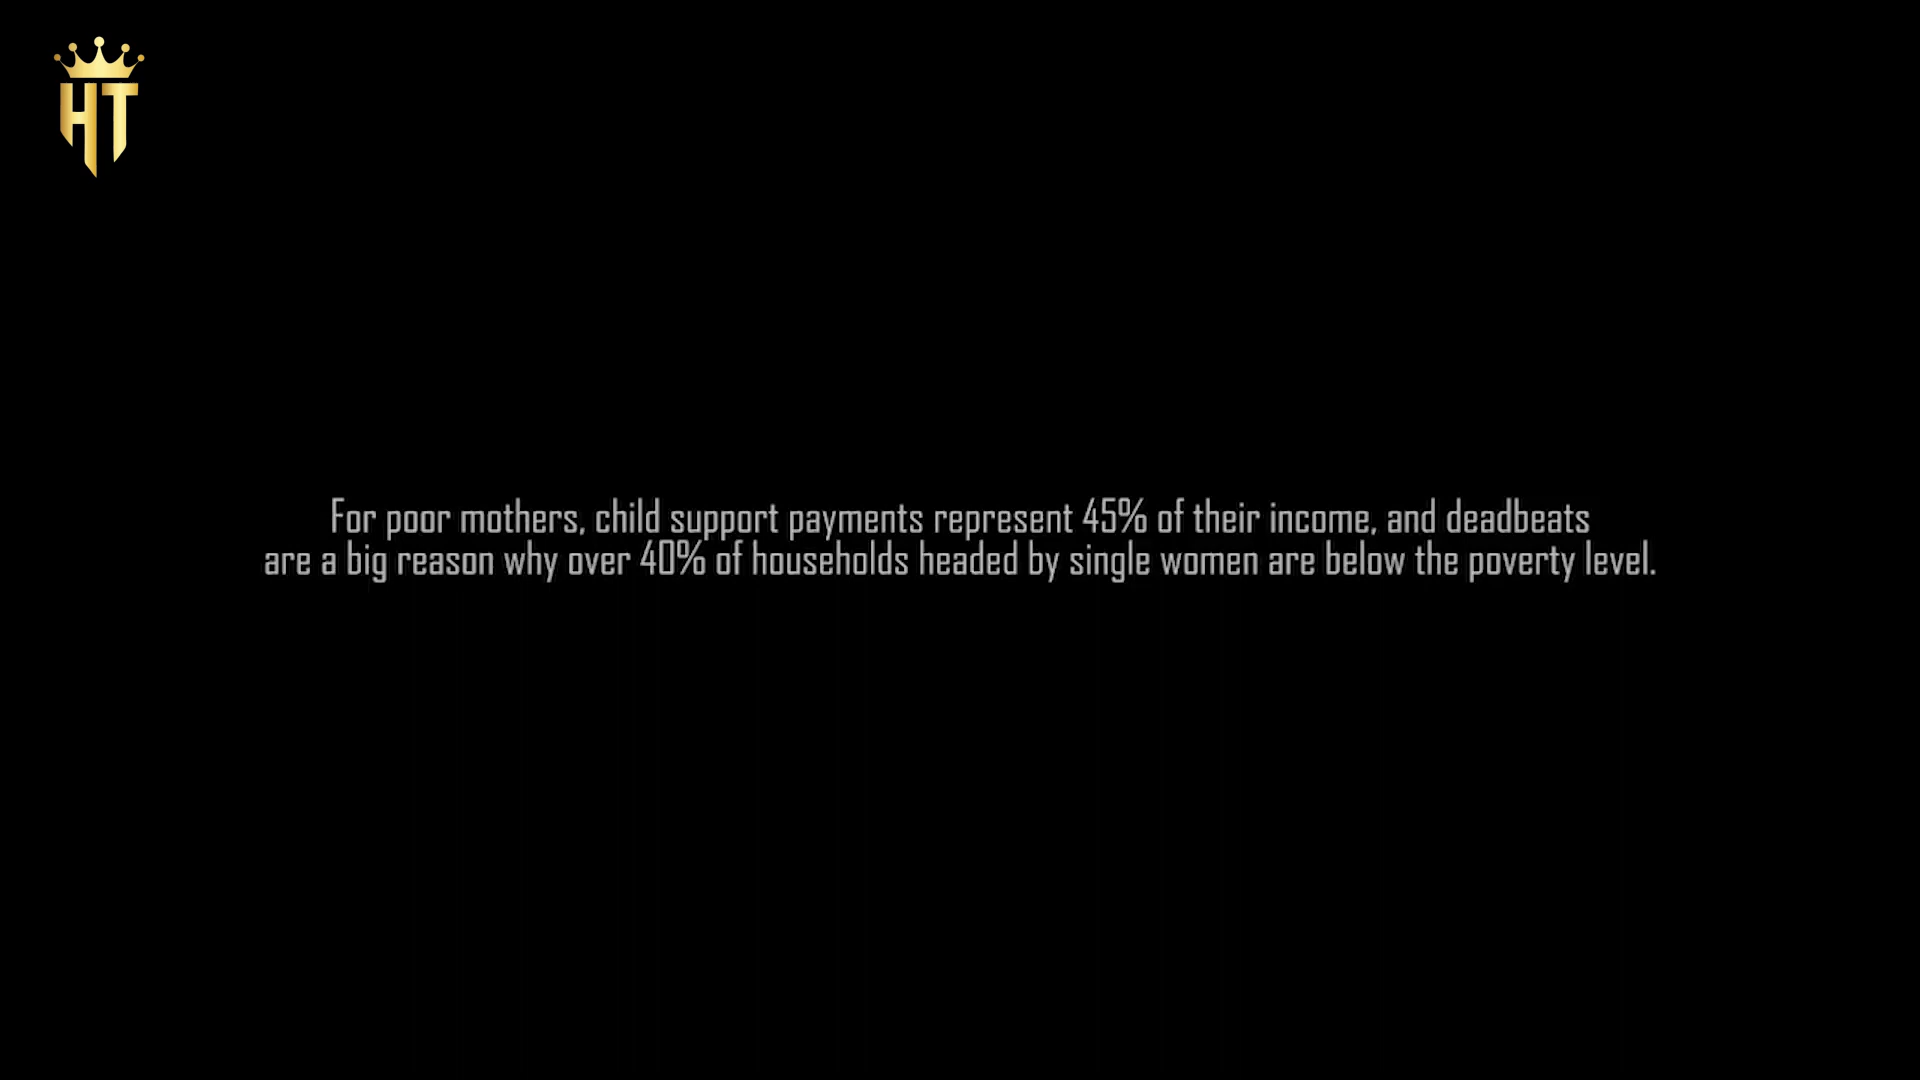 HT
For poor mothers, child support payments represent 45% of their income, and deadbeats
are a big reason why over 40% of households headed by single women are below the poverty level.